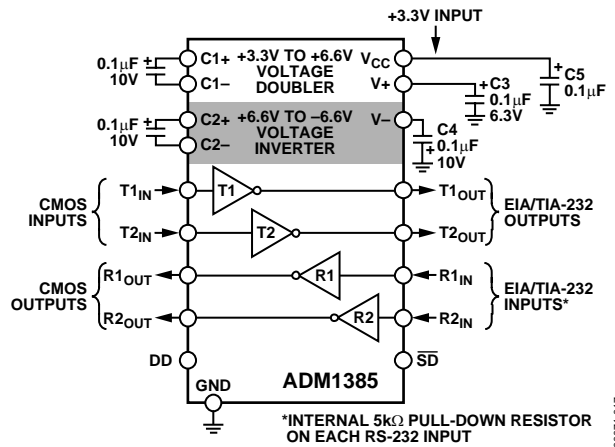 +3.3V INPUT
0.1μF
10V
+
C1+
C1–
+3.3V TO +6.6V
VOLTAGE
DOUBLER
VCC
V+
+
C3
0.1μF
6.3V
+
C5
0.1μF
0.1μF
10V
+
C2+
C2–
+6.6V TO –6.6V
VOLTAGE
INVERTER
V–
C4
0.1μF
10V
+
CMOS
INPUTS
T1IN
T2IN
T1
T2
T1OUT
T2OUT
EIA/TIA-232
OUTPUTS
CMOS
OUTPUTS
R1OUT
R2OUT
R1
R2
R1IN
R2IN
EIA/TIA-232
INPUTS*
DD
SD
GND
ADM1385
*INTERNAL 5kΩ PULL-DOWN RESISTOR
ON EACH RS-232 INPUT